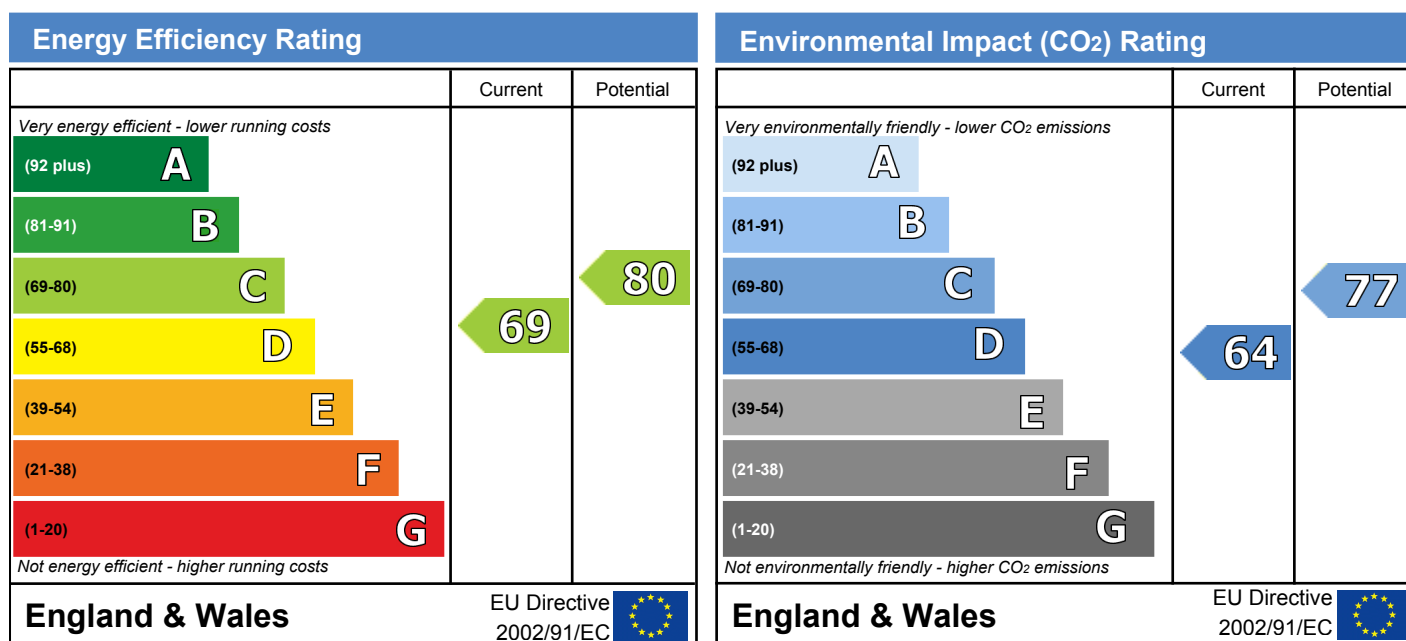 Energy Efficiency Rating
Current Potential
Very energy efficient - lower running costs
(92 plus) A
(81-91) B
(69-80) C
(55-68) D
(39-54) E
(21-38) F
(1-20) G
69
80
Not energy efficient - higher running costs
England & Wales
EU Directive
2002/91/EC
Environmental Impact (CO2) Rating
Current Potential
Very environmentally friendly - lower CO2 emissions
(92 plus) A
(81-91) B
(69-80) C
(55-68) D
(39-54) E
(21-38) F
(1-20) G
64
77
Not environmentally friendly - higher CO2 emissions
England & Wales
EU Directive
2002/91/EC